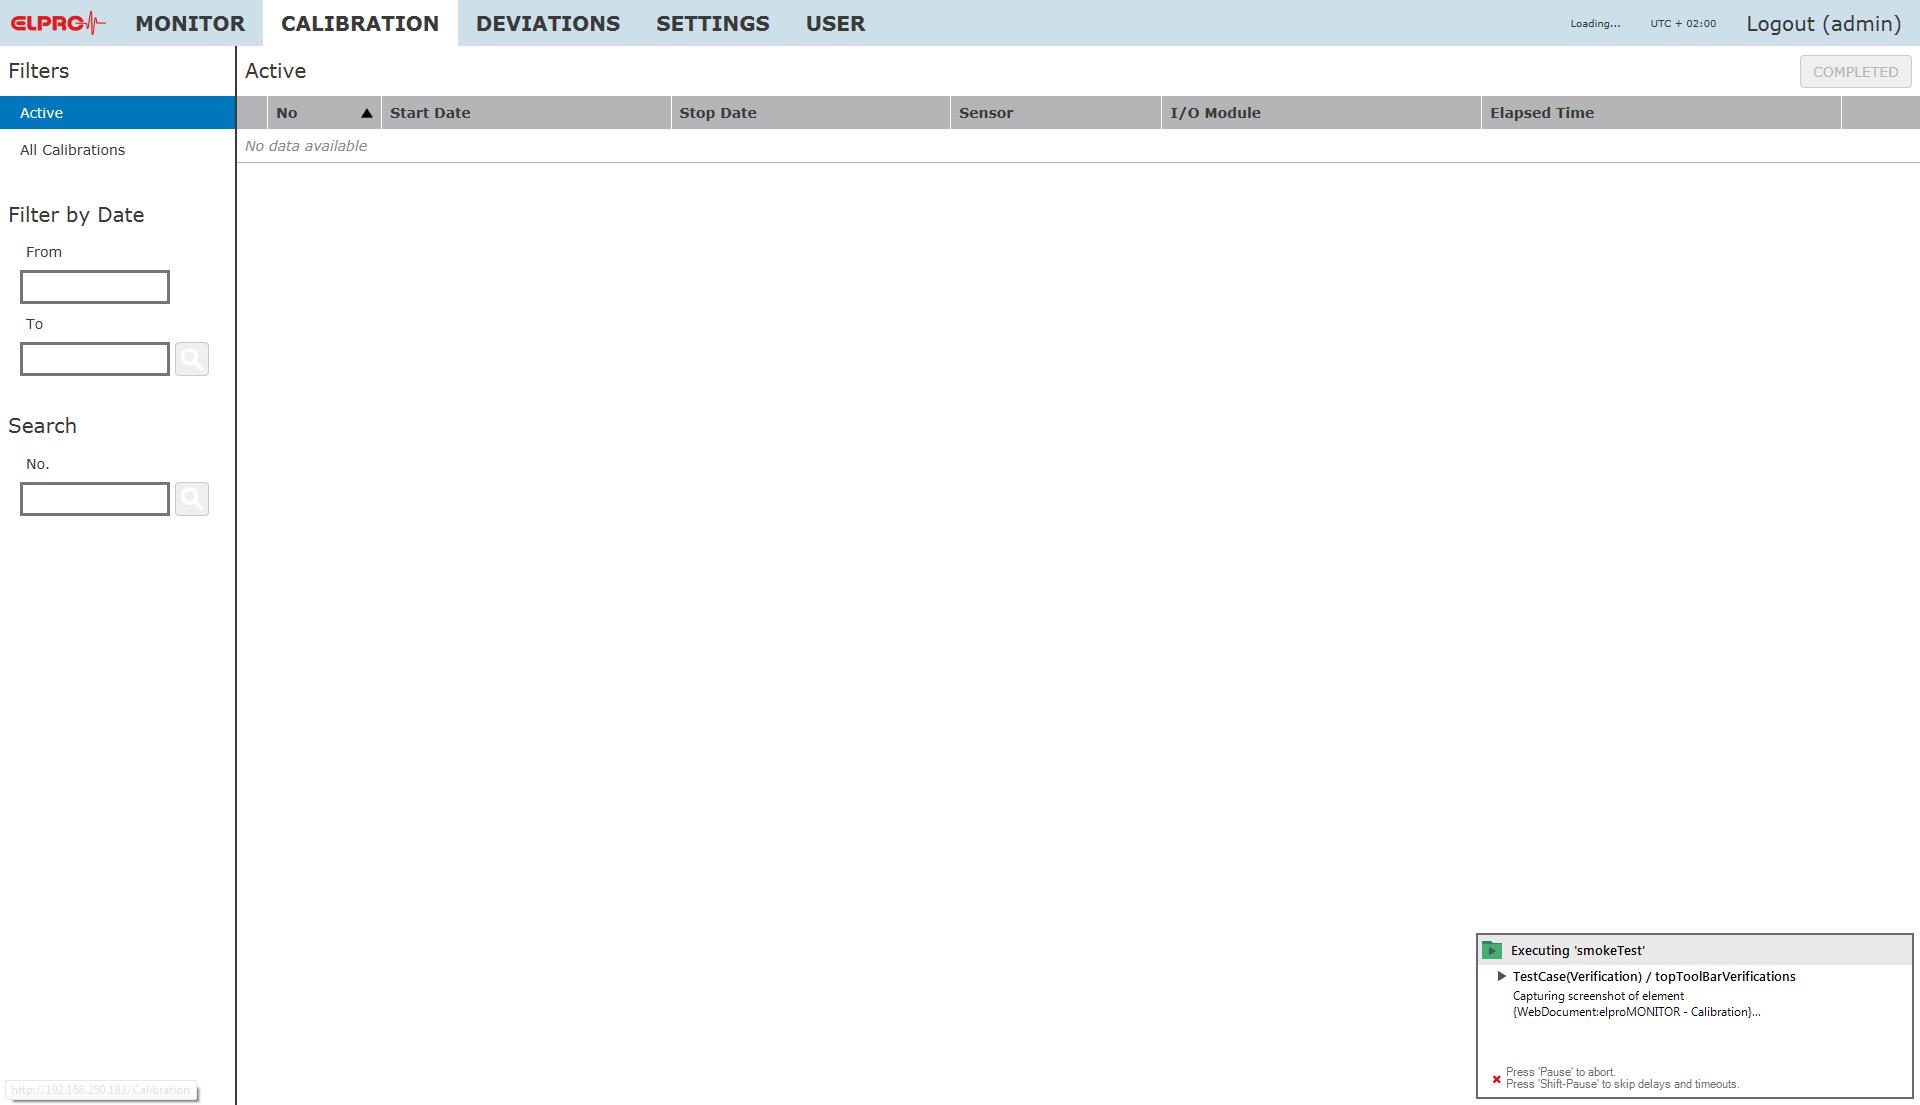 ELPRO MONITOR CALIBRATION DEVIATIONS SETTINGS USER Loading... UTC + 02:00 Logout (admin)
Filters
Active
All Calibrations
Filter by Date
From
To
Search
No.
Active COMPLETED
No Start Date Stop Date Sensor I/O Module Elapsed Time
No data available
Executing 'smokeTest'
TestCase(Verification) / topToolBarVerifications
Capturing screenshot of element
{WebDocument:elproMONITOR - Calibration}...
Press 'Pause' to abort.
Press 'Shift-Pause' to skip delays and timeouts.
http://192.168.250.183/Calibration